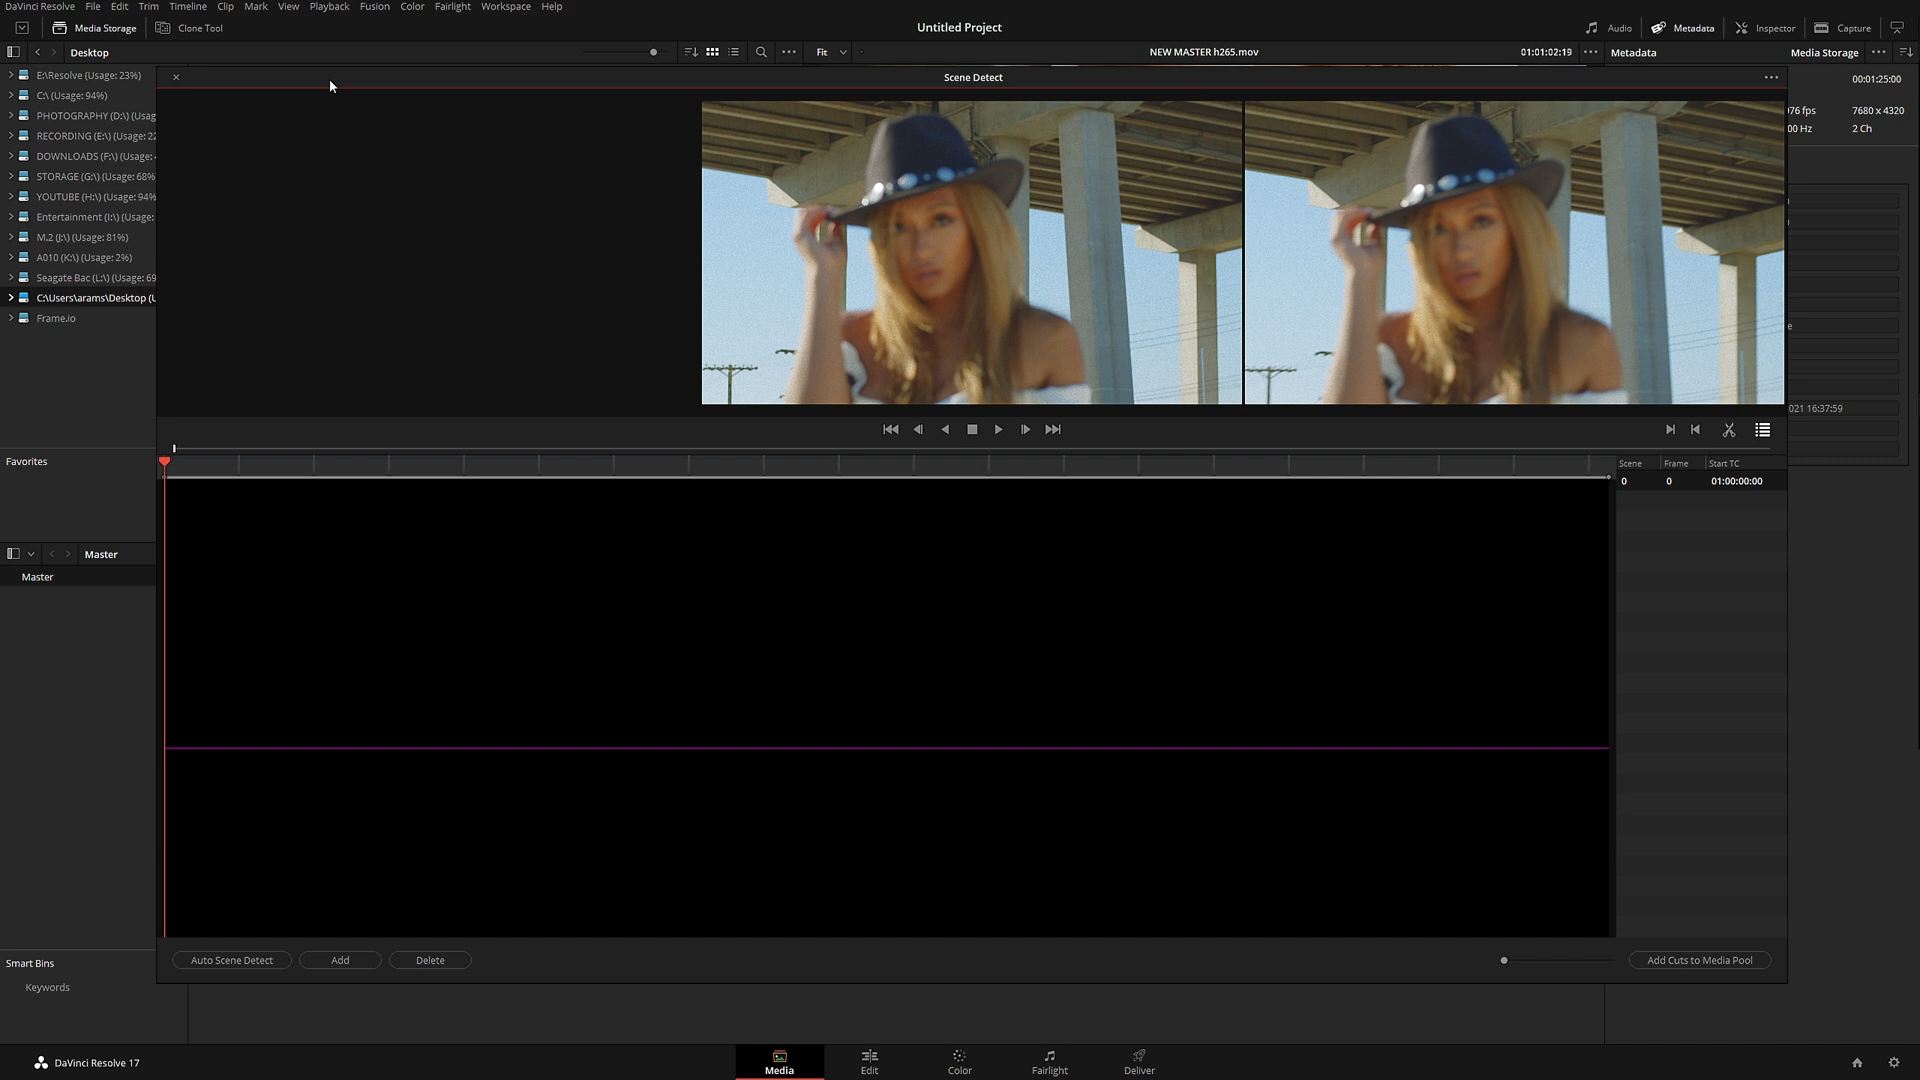 DaVinci Resolve File Edit Trim Timeline Clip Mark View Playback Fusion Color Fairlight Workspace Help
Media Storage Clone Tool Untitled Project Audio Metadata Inspector Capture
Desktop Fit NEW MASTER h265.mov 01:01:02:19 Metadata Media Storage
E:\Resolve (Usage: 23%)
C:\ (Usage: 94%)
PHOTOGRAPHY (D:\) (Usag
RECORDING (E:\) (Usage: 22
DOWNLOADS (F:\) (Usage:
STORAGE (G:\) (Usage: 68%
YOUTUBE (H:\) (Usage: 94%
Entertainment (I:\) (Usage:
M.2 (J:\) (Usage: 81%)
A010 (K:\) (Usage: 2%)
Seagate Bac (L:\) (Usage: 69
C:\Users\arams\Desktop (U
Frame.io
Scene Detect
00:01:25:00
76 fps 7680 x 4320
00 Hz 2 Ch
e
021 16:37:59
Favorites
Scene Frame Start TC
0 0 01:00:00:00
Master
Master
Smart Bins
Keywords
Auto Scene Detect Add Delete Add Cuts to Media Pool
DaVinci Resolve 17 Media Edit Color Fairlight Deliver